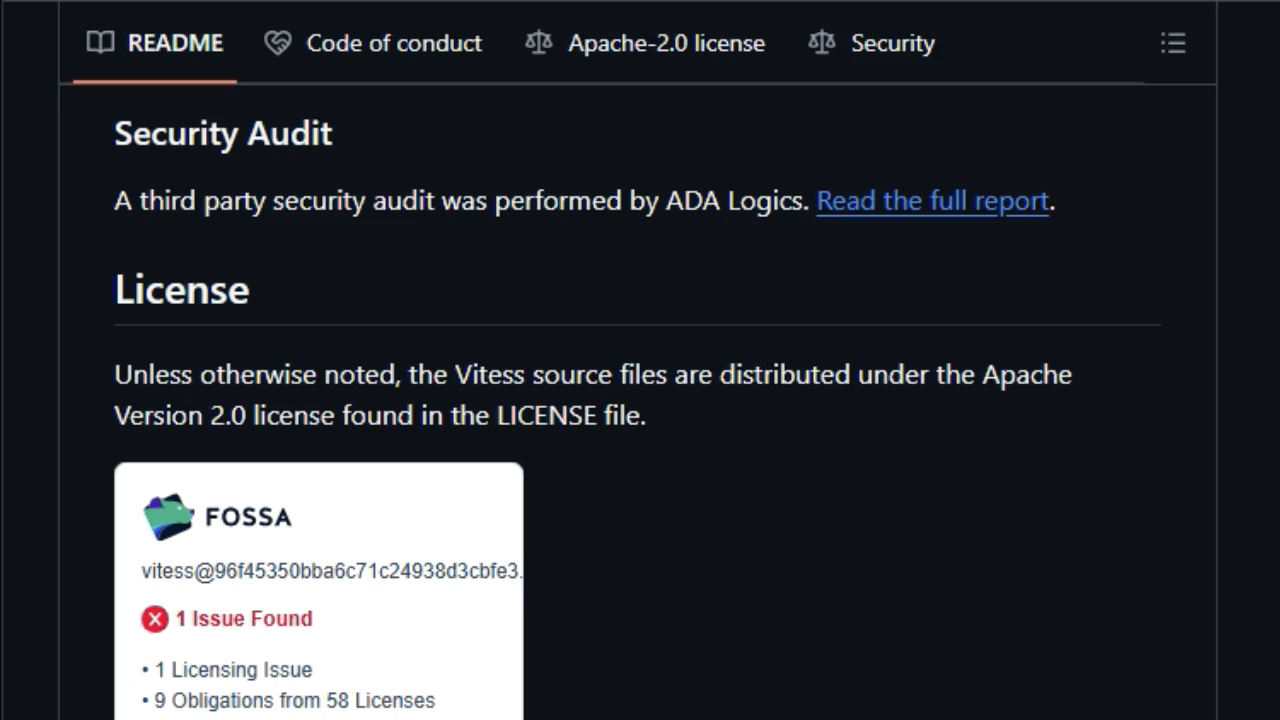 README Code of conduct Apache-2.0 license Security
Security Audit
A third party security audit was performed by ADA Logics. Read the full report.
License
Unless otherwise noted, the Vitess source files are distributed under the Apache
Version 2.0 license found in the LICENSE file.
FOSSA
vitess@96f45350bba6c71c24938d3cbfe3.
1 Issue Found
• 1 Licensing Issue
• 9 Obligations from 58 Licenses